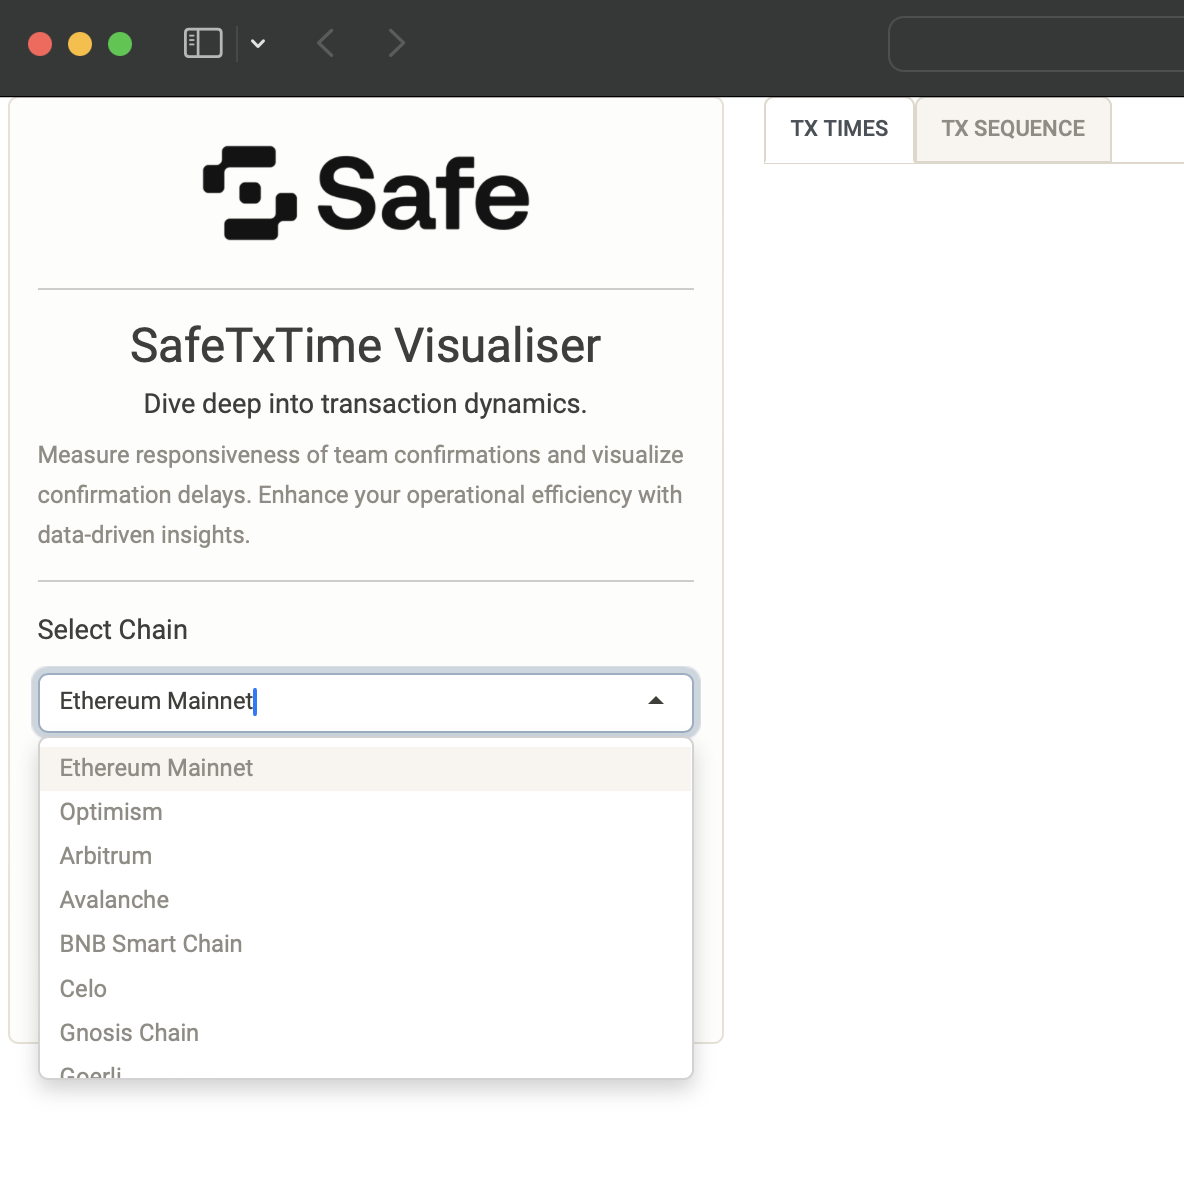 Safe
SafeTxTime Visualiser
Dive deep into transaction dynamics.
Measure responsiveness of team confirmations and visualize
confirmation delays. Enhance your operational efficiency with
data-driven insights.
Select Chain
Ethereum Mainnet
Ethereum Mainnet
Optimism
Arbitrum
Avalanche
BNB Smart Chain
Celo
Gnosis Chain
Goerli
TX TIMES
TX SEQUENCE